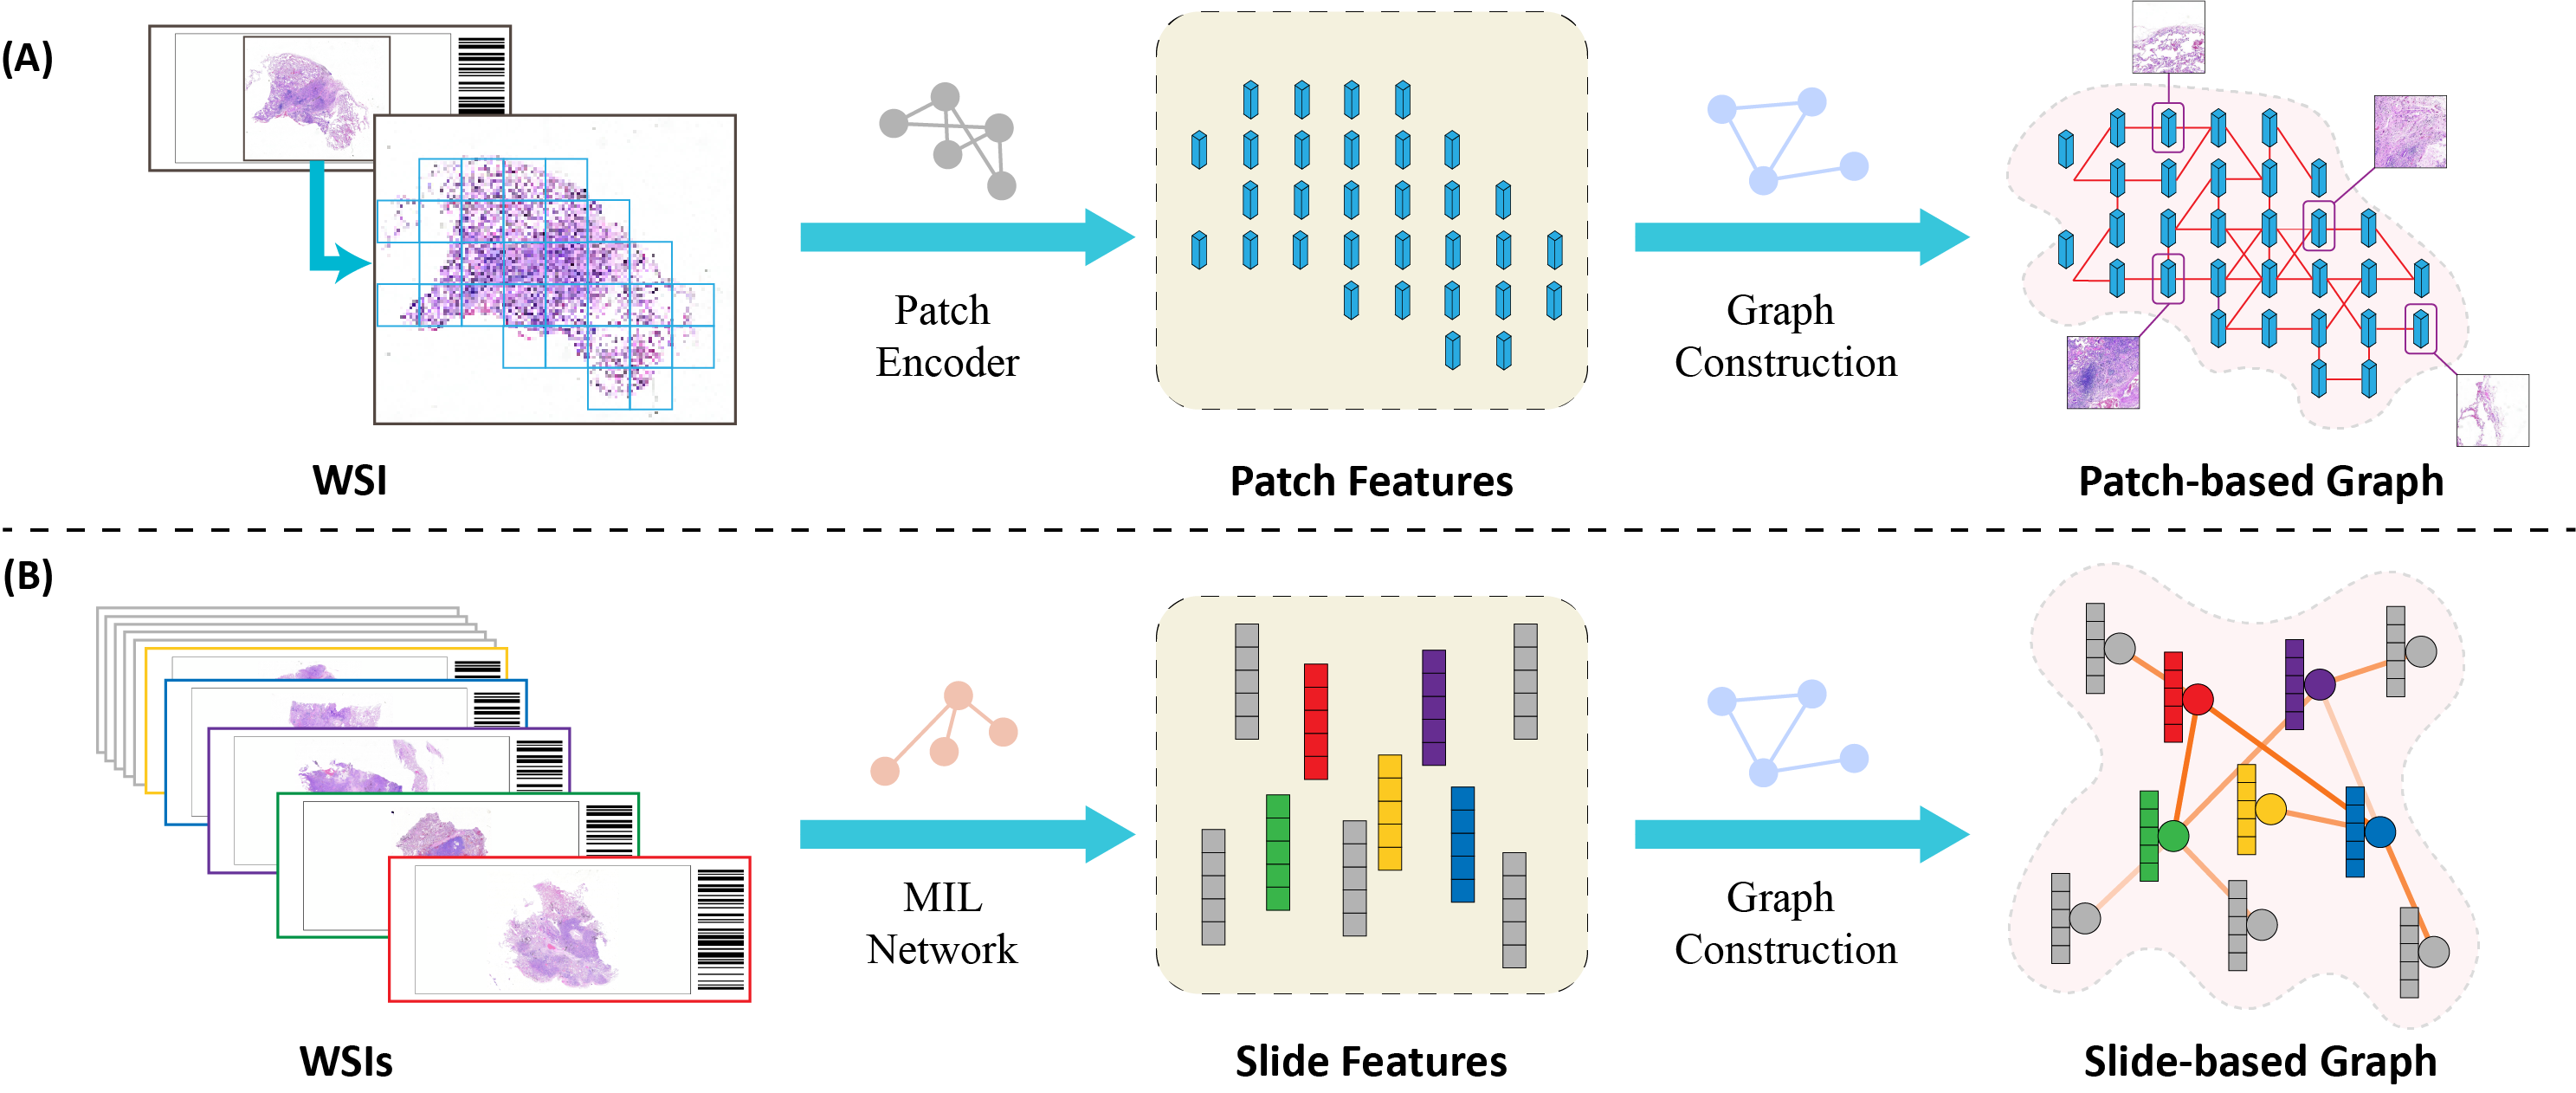 (A)
Patch
Encoder
Graph
Construction
WSI
Patch Features
Patch-based Graph
(B)
MIL
Network
Graph
Construction
WSIs
Slide Features
Slide-based Graph